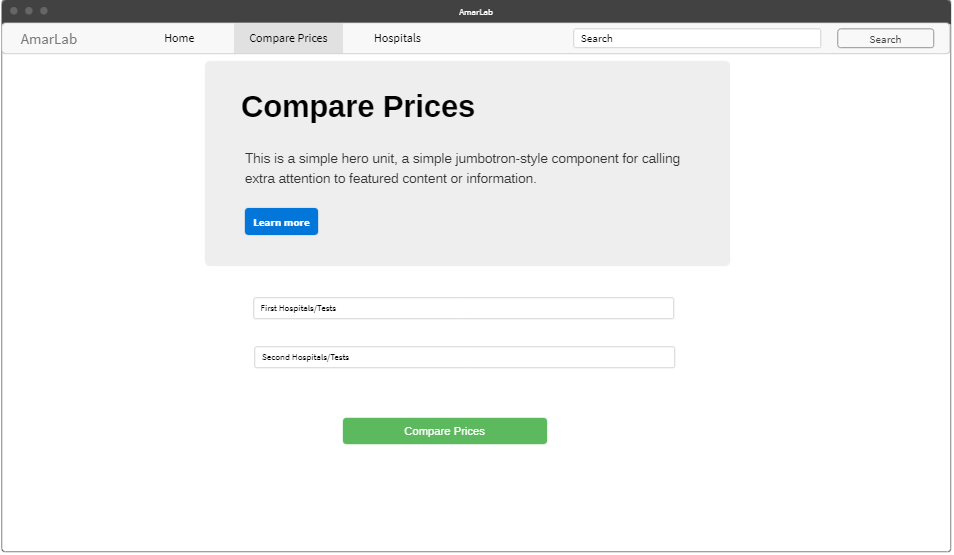 AmarLab
AmarLab Home Compare Prices Hospitals Search Search
Compare Prices
This is a simple hero unit, a simple jumbotron-style component for calling
extra attention to featured content or information.
Learn more
First Hospitals/Tests
Second Hospitals/Tests
Compare Prices